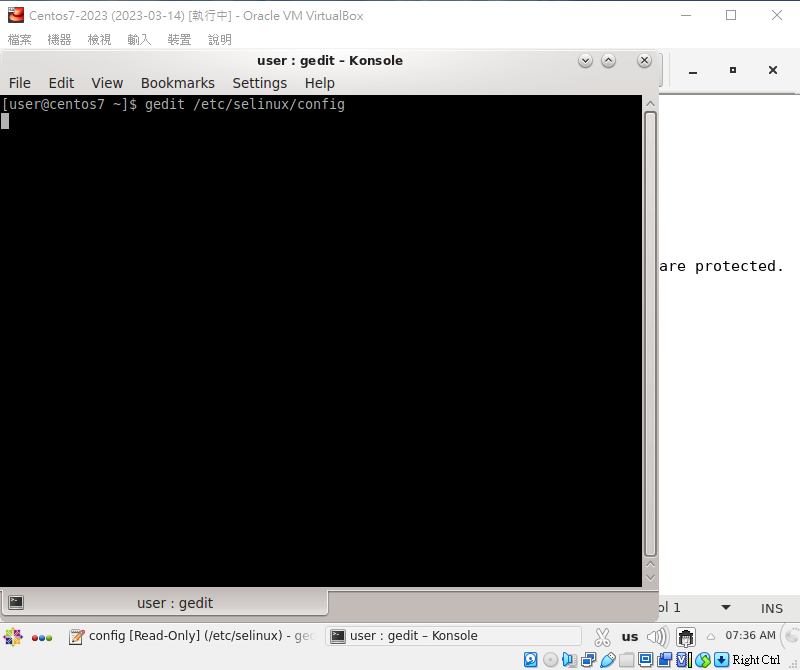 Centos7-2023 (2023-03-14) [執行中] - Oracle VM VirtualBox
檔案 機器 檢視 輸入 裝置 說明
user : gedit – Konsole
File Edit View Bookmarks Settings Help
[user@centos7 ~]$ gedit /etc/selinux/config
are protected.
user : gedit
ol 1 INS
config [Read-Only] (/etc/selinux) - ge
user : gedit – Konsole
us
07:36 AM
Right Ctrl